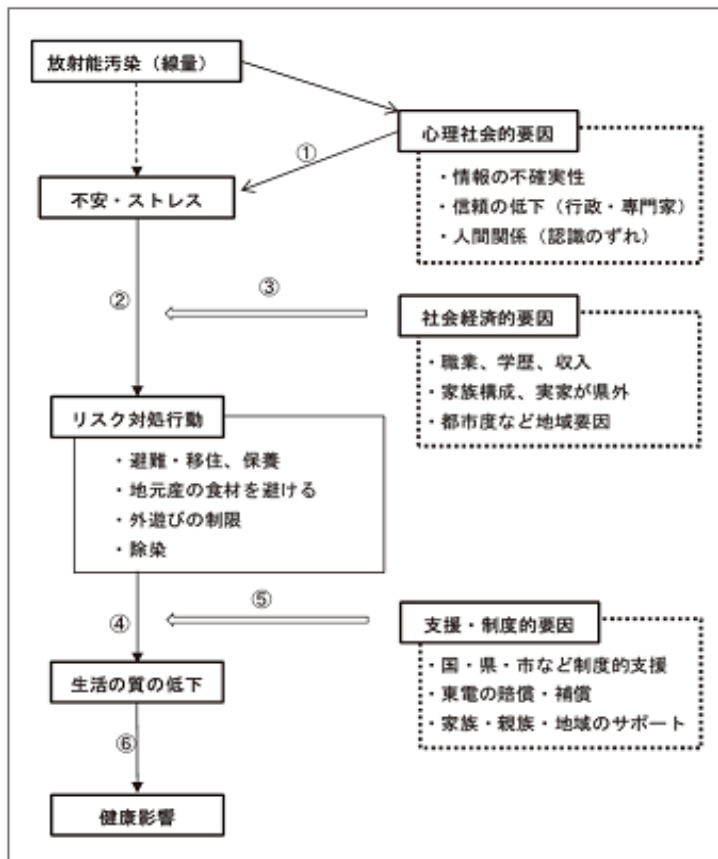 放射能汚染（線量）
心理社会的要因
①
・情報の不確実性
・信頼の低下（行政・専門家）
・人間関係（認識のずれ）
不安・ストレス
②
③
社会経済的要因
・職業、学歴、収入
・家族構成、実家が県外
・都市度など地域要因
リスク対処行動
・避難・移住、保養
・地元産の食材を避ける
・外遊びの制限
・除染
④
⑤
支援・制度的要因
・国・県・市など制度的支援
・東電の賠償・補償
・家族・親族・地域のサポート
生活の質の低下
⑥
健康影響